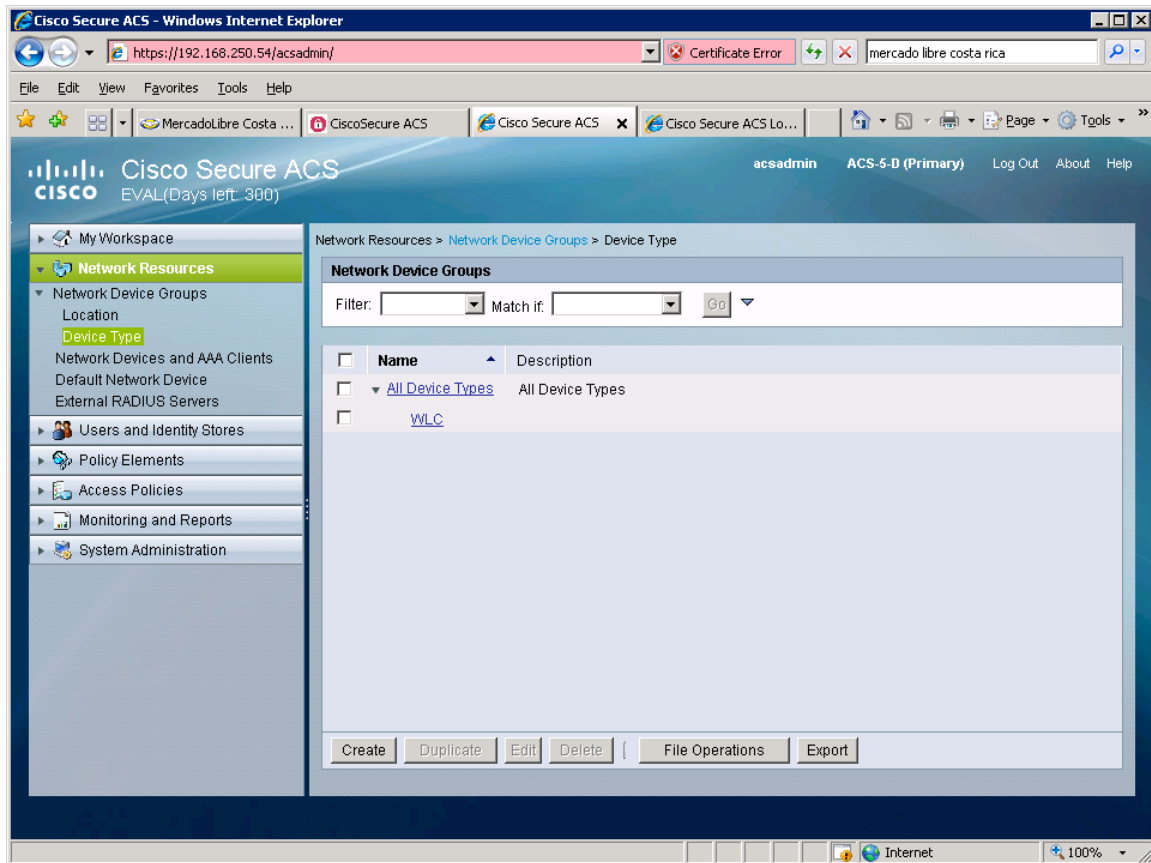 Cisco Secure ACS - Windows Internet Explorer
https://192.168.250.54/acsadmin/ Certificate Error mercado libre costa rica
File Edit View Favorites Tools Help
MercadoLibre Costa ... CiscoSecure ACS Cisco Secure ACS Cisco Secure ACS Lo... Page Tools »
CISCO Cisco Secure ACS acsadmin ACS-5-D (Primary) Log Out About Help
EVAL(Days left: 300)
My Workspace
Network Resources
Network Device Groups
Location
Device Type
Network Devices and AAA Clients
Default Network Device
External RADIUS Servers
Users and Identity Stores
Policy Elements
Access Policies
Monitoring and Reports
System Administration
Network Resources > Network Device Groups > Device Type
Network Device Groups
Filter: Match if: Go
Name Description
All Device Types All Device Types
WLC
Create Duplicate Edit Delete | File Operations Export
Internet 100%